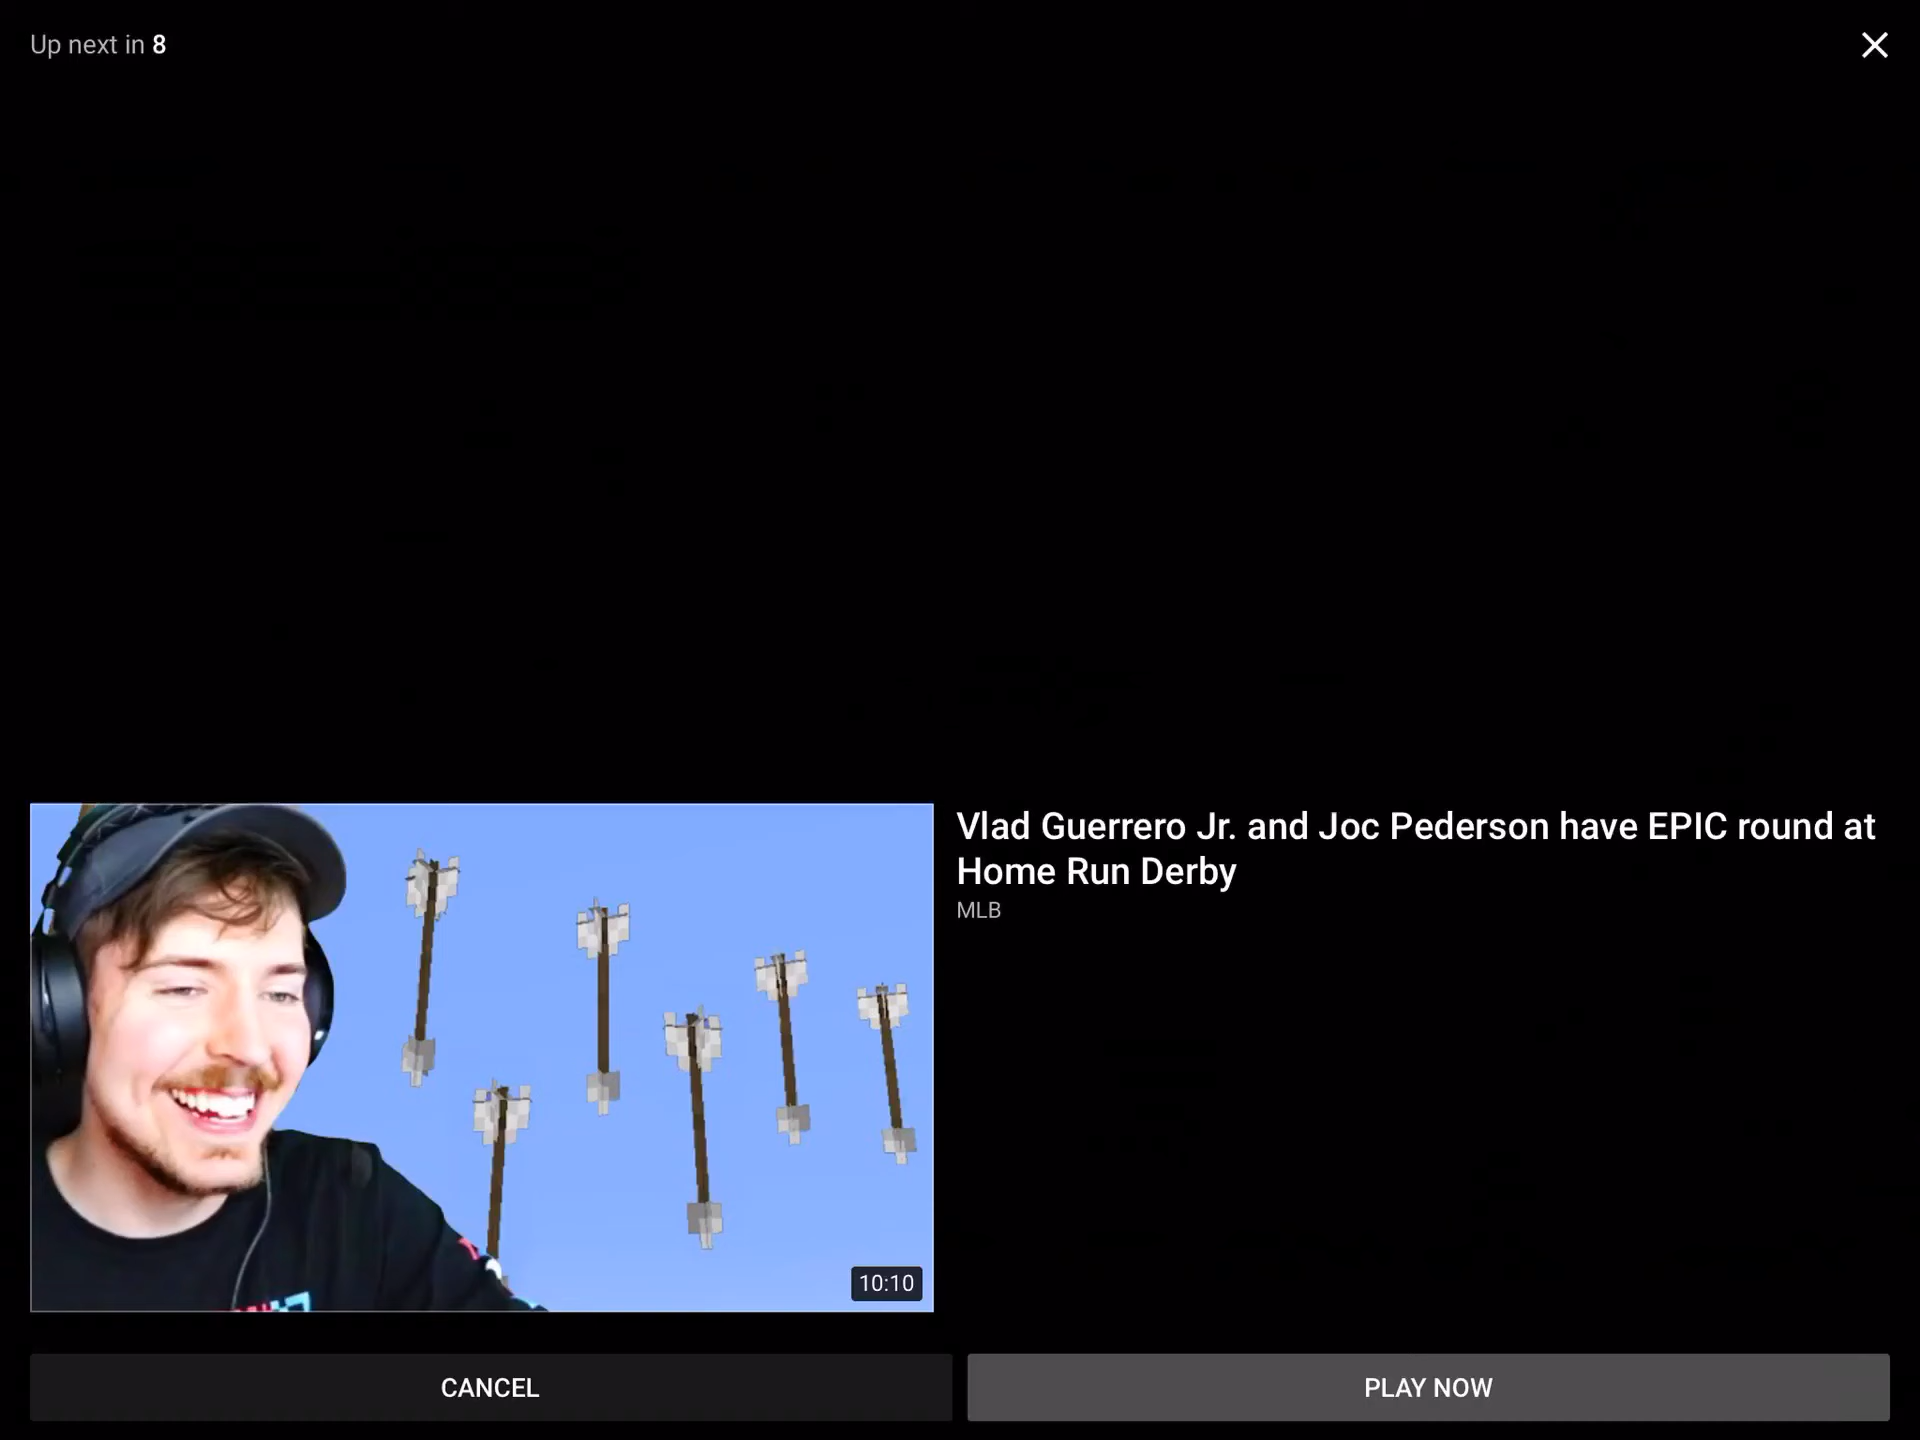 Up next in 8
Vlad Guerrero Jr. and Joc Pederson have EPIC round at
Home Run Derby
MLB
10:10
CANCEL
PLAY NOW